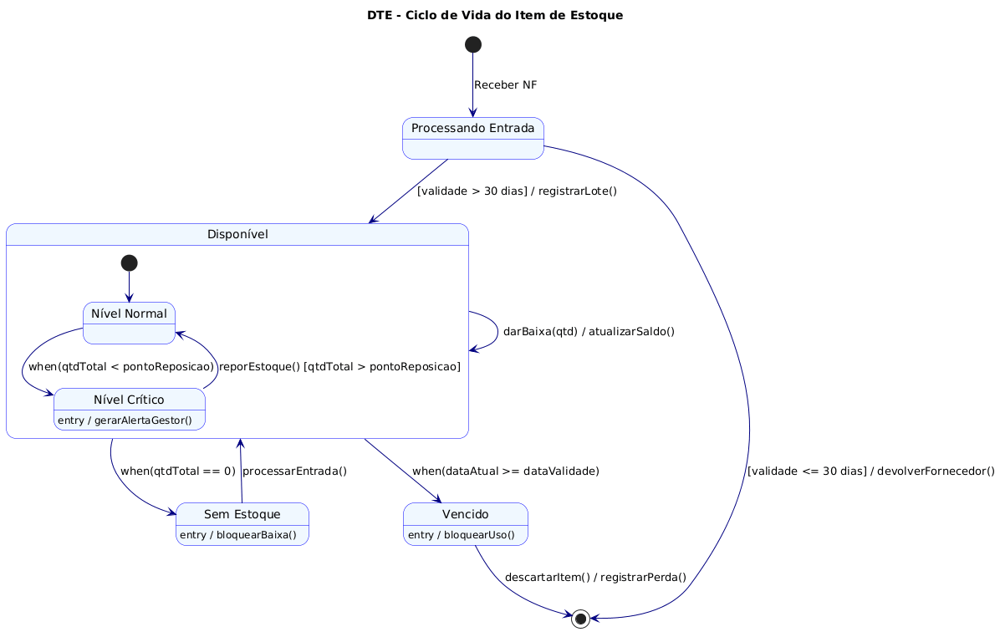 DTE - Ciclo de Vida do Item de Estoque
Receber NF
Processando Entrada
[validade > 30 dias] / registrarLote()
Disponível
Nível Normal
darBaixa(qtd) / atualizarSaldo()
when(qtdTotal < pontoReposicao)
reporEstoque() [qtdTotal > pontoReposicao]
Nível Crítico
entry / gerarAlertaGestor()
when(qtdTotal == 0)
processarEntrada()
when(dataAtual >= dataValidade)
[validade <= 30 dias] / devolverFornecedor()
Sem Estoque
entry / bloquearBaixa()
Vencido
entry / bloquearUso()
descartarItem() / registrarPerda()